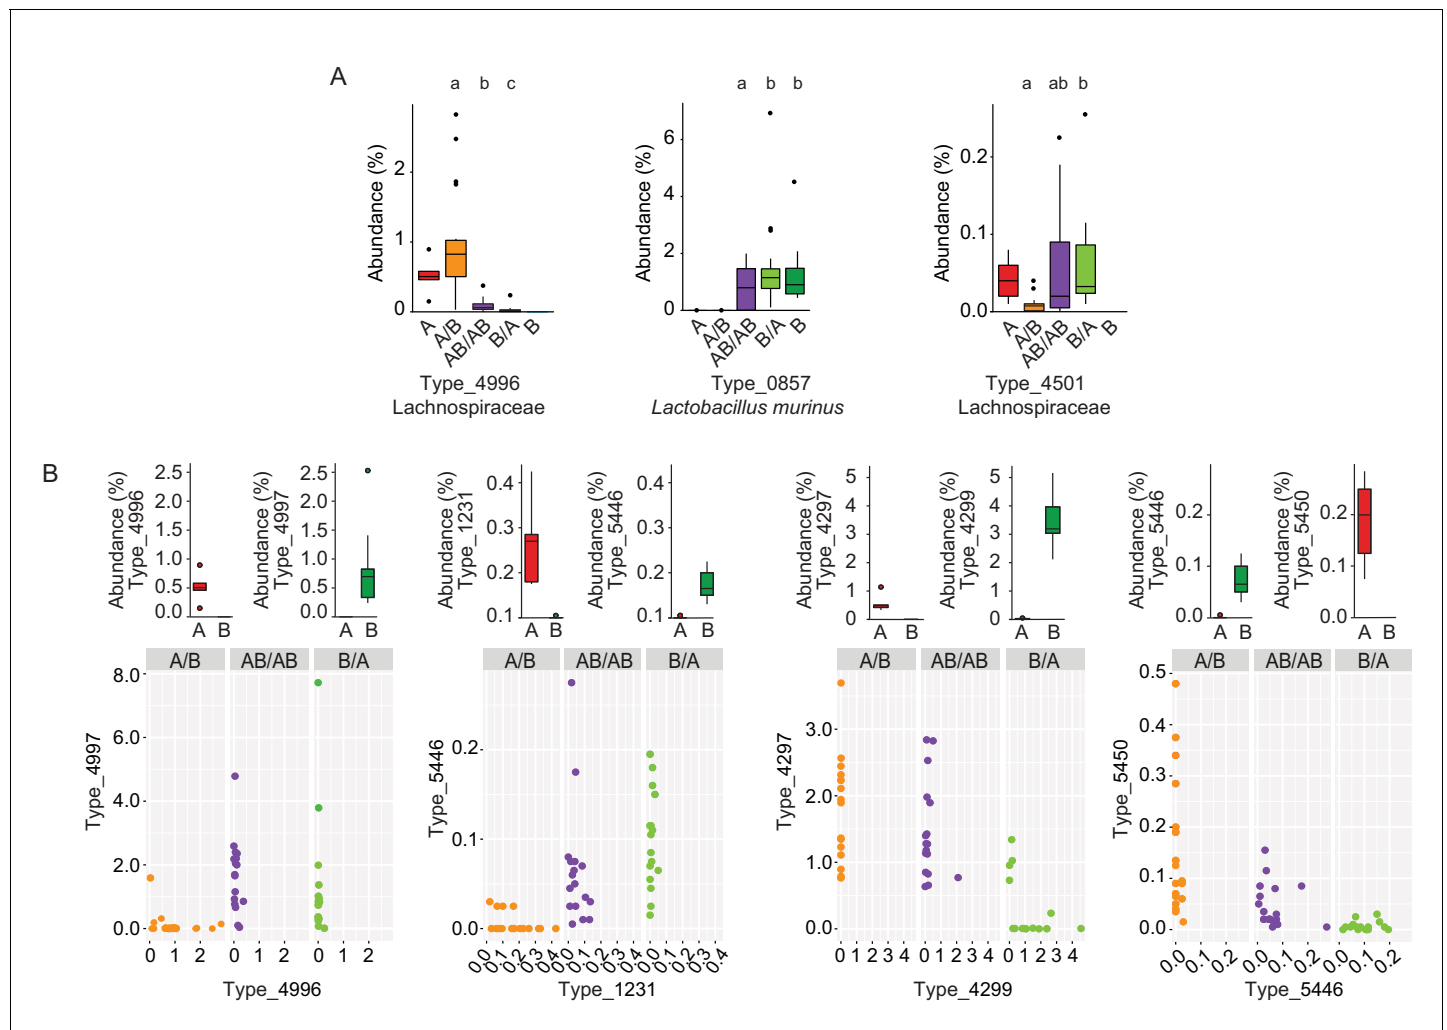 A
a b c
Abundance (%)
2
1
0
A A/B AB/AB B/A B
Type_4996
Lachnospiraceae
a b b
Abundance (%)
6
4
2
0
A A/B AB/AB B/A B
Type_0857
Lactobacillus murinus
a ab b
Abundance (%)
0.2
0.1
0.0
A A/B AB/AB B/A B
Type_4501
Lachnospiraceae
B
Abundance (%)
Type_4996
2.5
2.0
1.5
1.0
0.5
0.0
A B
Abundance (%)
Type_4997
2.5
2.0
1.5
1.0
0.5
0.0
A B
Abundance (%)
Type_1231
0.4
0.3
0.2
0.1
A B
Abundance (%)
Type_5446
0.4
0.3
0.2
0.1
A B
Abundance (%)
Type_4297
5
4
3
2
1
0
A B
Abundance (%)
Type_4299
5
4
3
2
1
0
A B
Abundance (%)
Type_5446
0.2
0.1
0.0
A B
Abundance (%)
Type_5450
0.2
0.1
0.0
A B
A/B AB/AB B/A
Type_4997
8.0
6.0
4.0
2.0
0.0
0 1 2 0 1 2 0 1 2
Type_4996
A/B AB/AB B/A
Type_5446
0.2
0.1
0.0
0.0 0.1 0.2 0.3 0.4 0.0 0.1 0.2 0.3 0.4 0.0 0.1 0.2 0.3 0.4
Type_1231
A/B AB/AB B/A
Type_4297
3.0
2.0
1.0
0.0
0 1 2 3 4 0 1 2 3 4 0 1 2 3 4
Type_4299
A/B AB/AB B/A
Type_5450
0.5
0.4
0.3
0.2
0.1
0.0
0.0 0.1 0.2 0.0 0.1 0.2 0.0 0.1 0.2
Type_5446